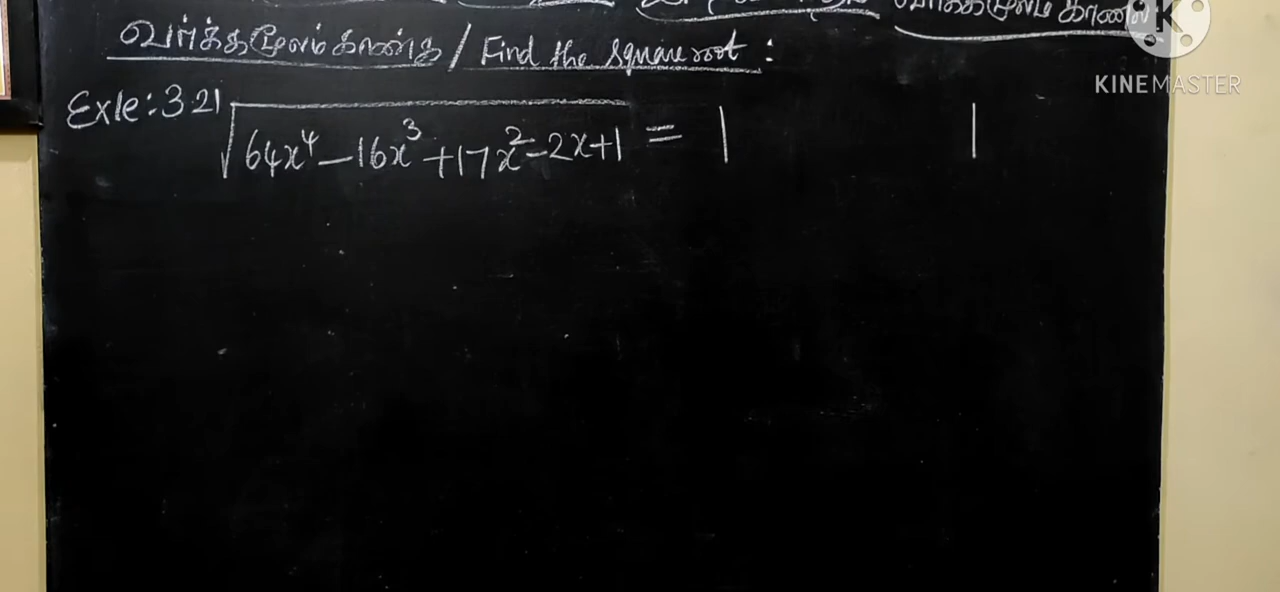 வர்க்கமூலம் காண்க / Find the square root :
KINEMASTER
Exle: 3.21 √64x⁴ - 16x³ + 17x² - 2x + 1 = | |